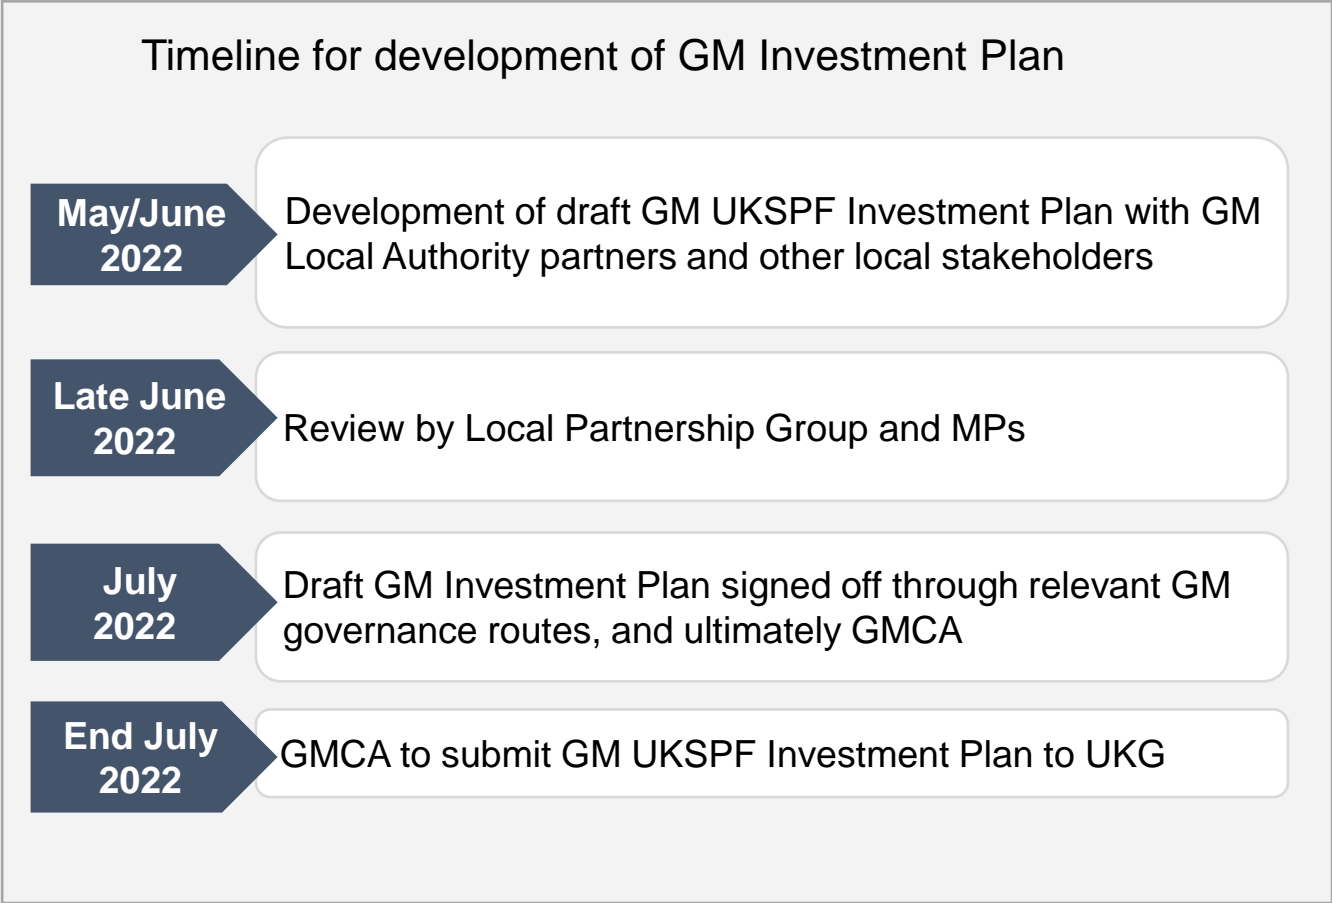 Timeline for development of GM Investment Plan
May/June
2022
Development of draft GM UKSPF Investment Plan with GM
Local Authority partners and other local stakeholders
Late June
2022
Review by Local Partnership Group and MPs
July
2022
Draft GM Investment Plan signed off through relevant GM
governance routes, and ultimately GMCA
End July
2022
GMCA to submit GM UKSPF Investment Plan to UKG